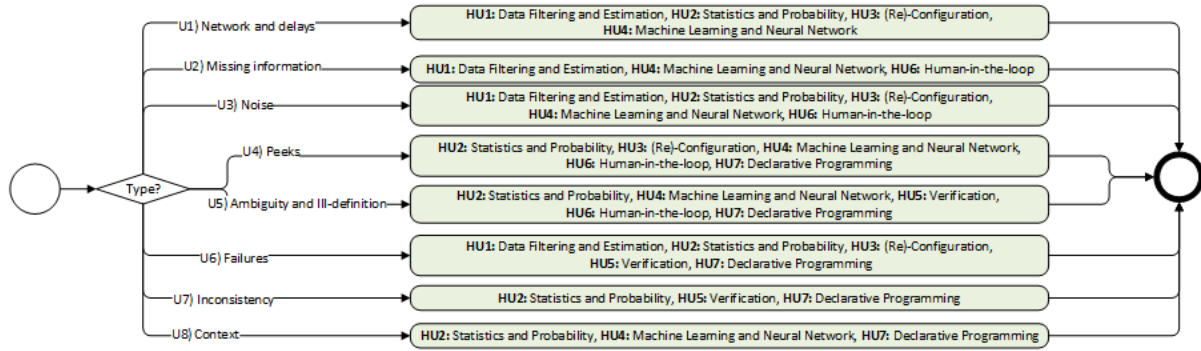 U1) Network and delays
HU1: Data Filtering and Estimation, HU2: Statistics and Probability, HU3: (Re)-Configuration,
HU4: Machine Learning and Neural Network
U2) Missing information
HU1: Data Filtering and Estimation, HU4: Machine Learning and Neural Network, HU6: Human-in-the-loop
U3) Noise
HU1: Data Filtering and Estimation, HU2: Statistics and Probability, HU3: (Re)-Configuration,
HU4: Machine Learning and Neural Network, HU6: Human-in-the-loop
U4) Peeks
HU2: Statistics and Probability, HU3: (Re)-Configuration, HU4: Machine Learning and Neural Network,
HU6: Human-in-the-loop, HU7: Declarative Programming
Type?
U5) Ambiguity and Ill-definition
HU2: Statistics and Probability, HU4: Machine Learning and Neural Network, HU5: Verification,
HU6: Human-in-the-loop, HU7: Declarative Programming
U6) Failures
HU1: Data Filtering and Estimation, HU2: Statistics and Probability, HU3: (Re)-Configuration,
HU5: Verification, HU7: Declarative Programming
U7) Inconsistency
HU2: Statistics and Probability, HU5: Verification, HU7: Declarative Programming
U8) Context
HU2: Statistics and Probability, HU4: Machine Learning and Neural Network, HU7: Declarative Programming